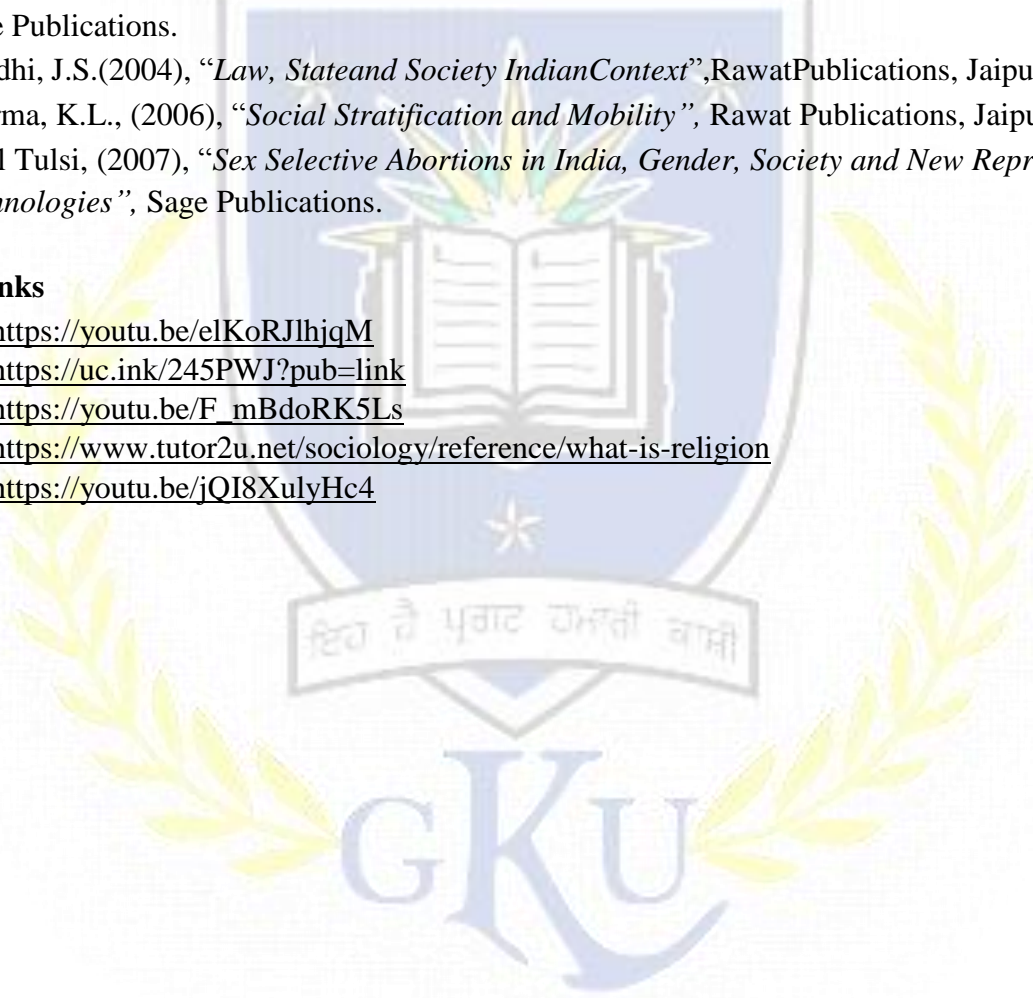 e Publications.
dhi, J.S.(2004), “Law, Stateand Society IndianContext”,RawatPublications, Jaipu
rma, K.L., (2006), “Social Stratification and Mobility”, Rawat Publications, Jaipu
l Tulsi, (2007), “Sex Selective Abortions in India, Gender, Society and New Repr
hnologies”, Sage Publications.
nks
https://youtu.be/elKoRJlhjqM
https://uc.ink/245PWJ?pub=link
https://youtu.be/F_mBdoRK5Ls
https://www.tutor2u.net/sociology/reference/what-is-religion
https://youtu.be/jQI8XulyHc4
ਇਹ ਹੈ ਪ੍ਰਗਟ ਹਮਾਰੀ ਕਾਸ਼ੀ
GKU